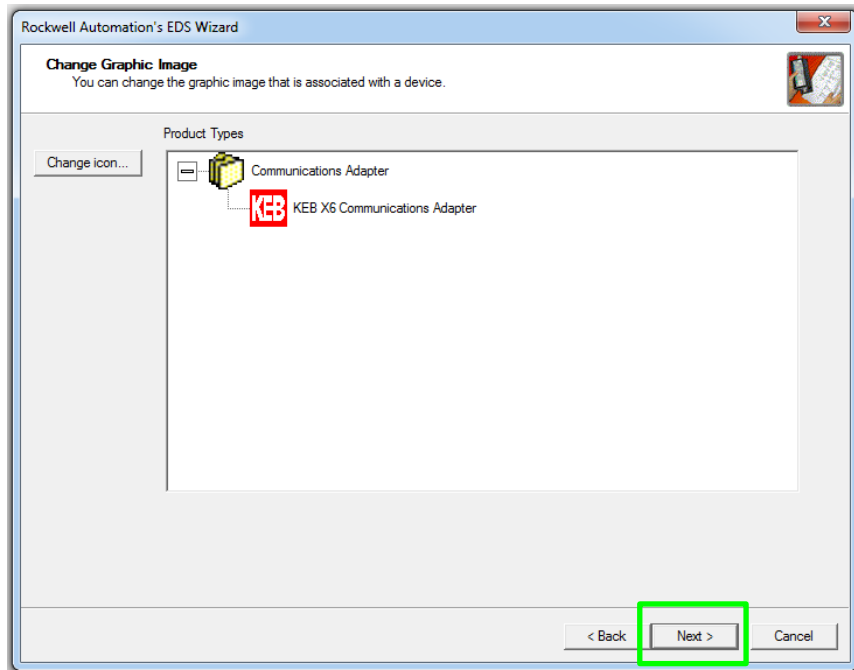 Rockwell Automation's EDS Wizard
Change Graphic Image
You can change the graphic image that is associated with a device.
Product Types
Change icon...
Communications Adapter
KEB
KEB X6 Communications Adapter
< Back
Next >
Cancel